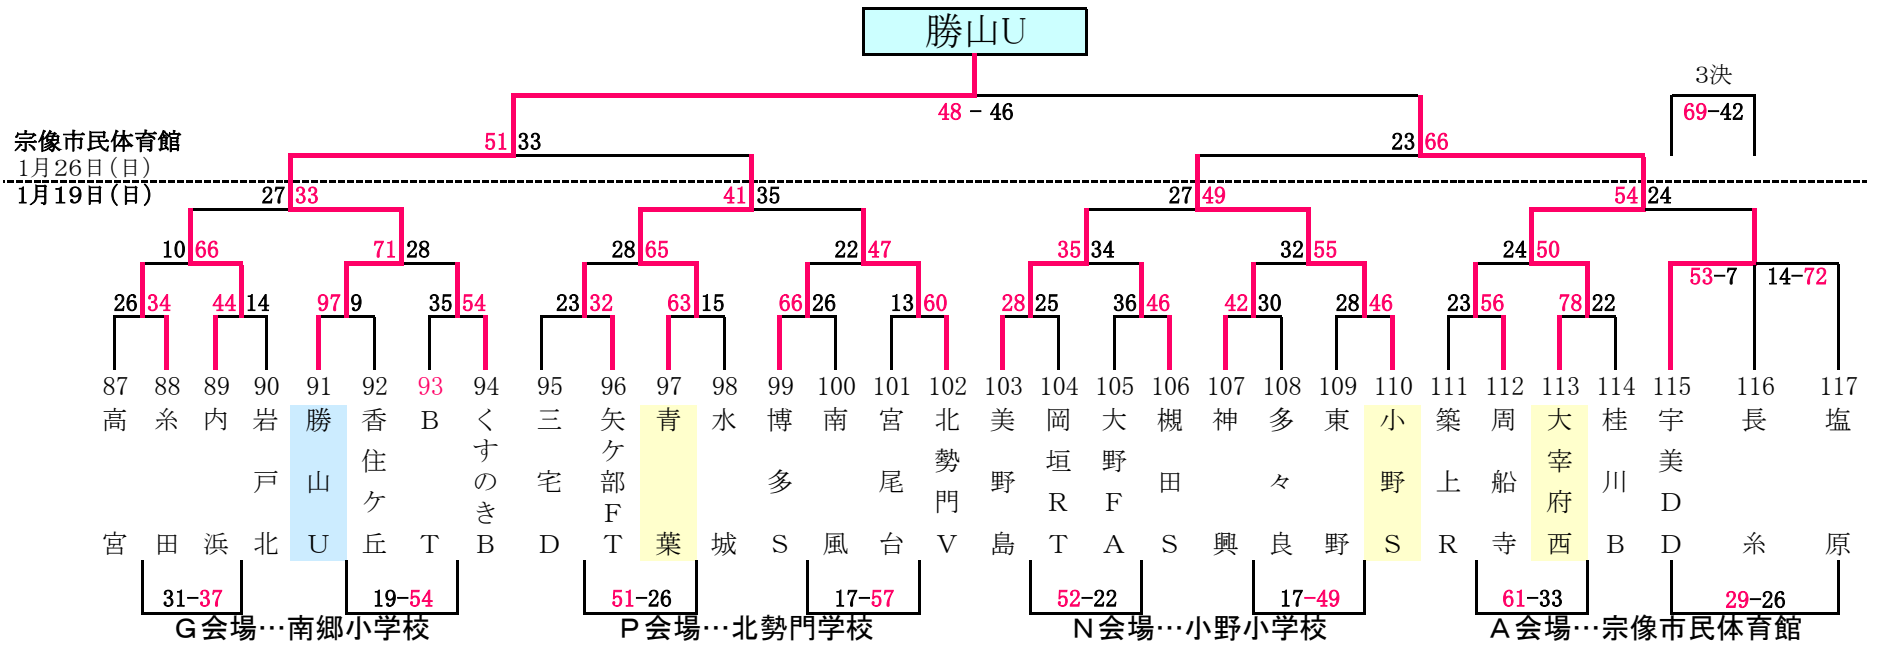 勝山U
3決
48 - 46
69-42
宗像市民体育館
51 33
23 66
1月26日(日)
1月19日(日)
27 33
41 35
27 49
54 24
10 66
71 28
28 65
22 47
35 34
32 55
24 50
53-7
14-72
26 34
44 14
97 9
35 54
23 32
63 15
66 26
13 60
28 25
36 46
42 30
28 46
23 56
78 22
87 88 89 90 91 92 93 94 95 96 97 98 99 100 101 102 103 104 105 106 107 108 109 110 111 112 113 114 115 116 117
高宮
糸田
内浜
岩戸北
勝山U
香住ケ丘
BT
くすのきB
三宅D
矢ケ部FT
青葉
水城
博多S
南風
宮尾台
北勢門V
美野島
岡垣RT
大野FA
槻田S
神興
多々良
東野
小野S
築上R
周船寺
大宰府西
桂川B
宇美DD
長糸
塩原
31-37
19-54
51-26
17-57
52-22
17-49
61-33
29-26
G会場…南郷小学校
P会場…北勢門学校
N会場…小野小学校
A会場…宗像市民体育館